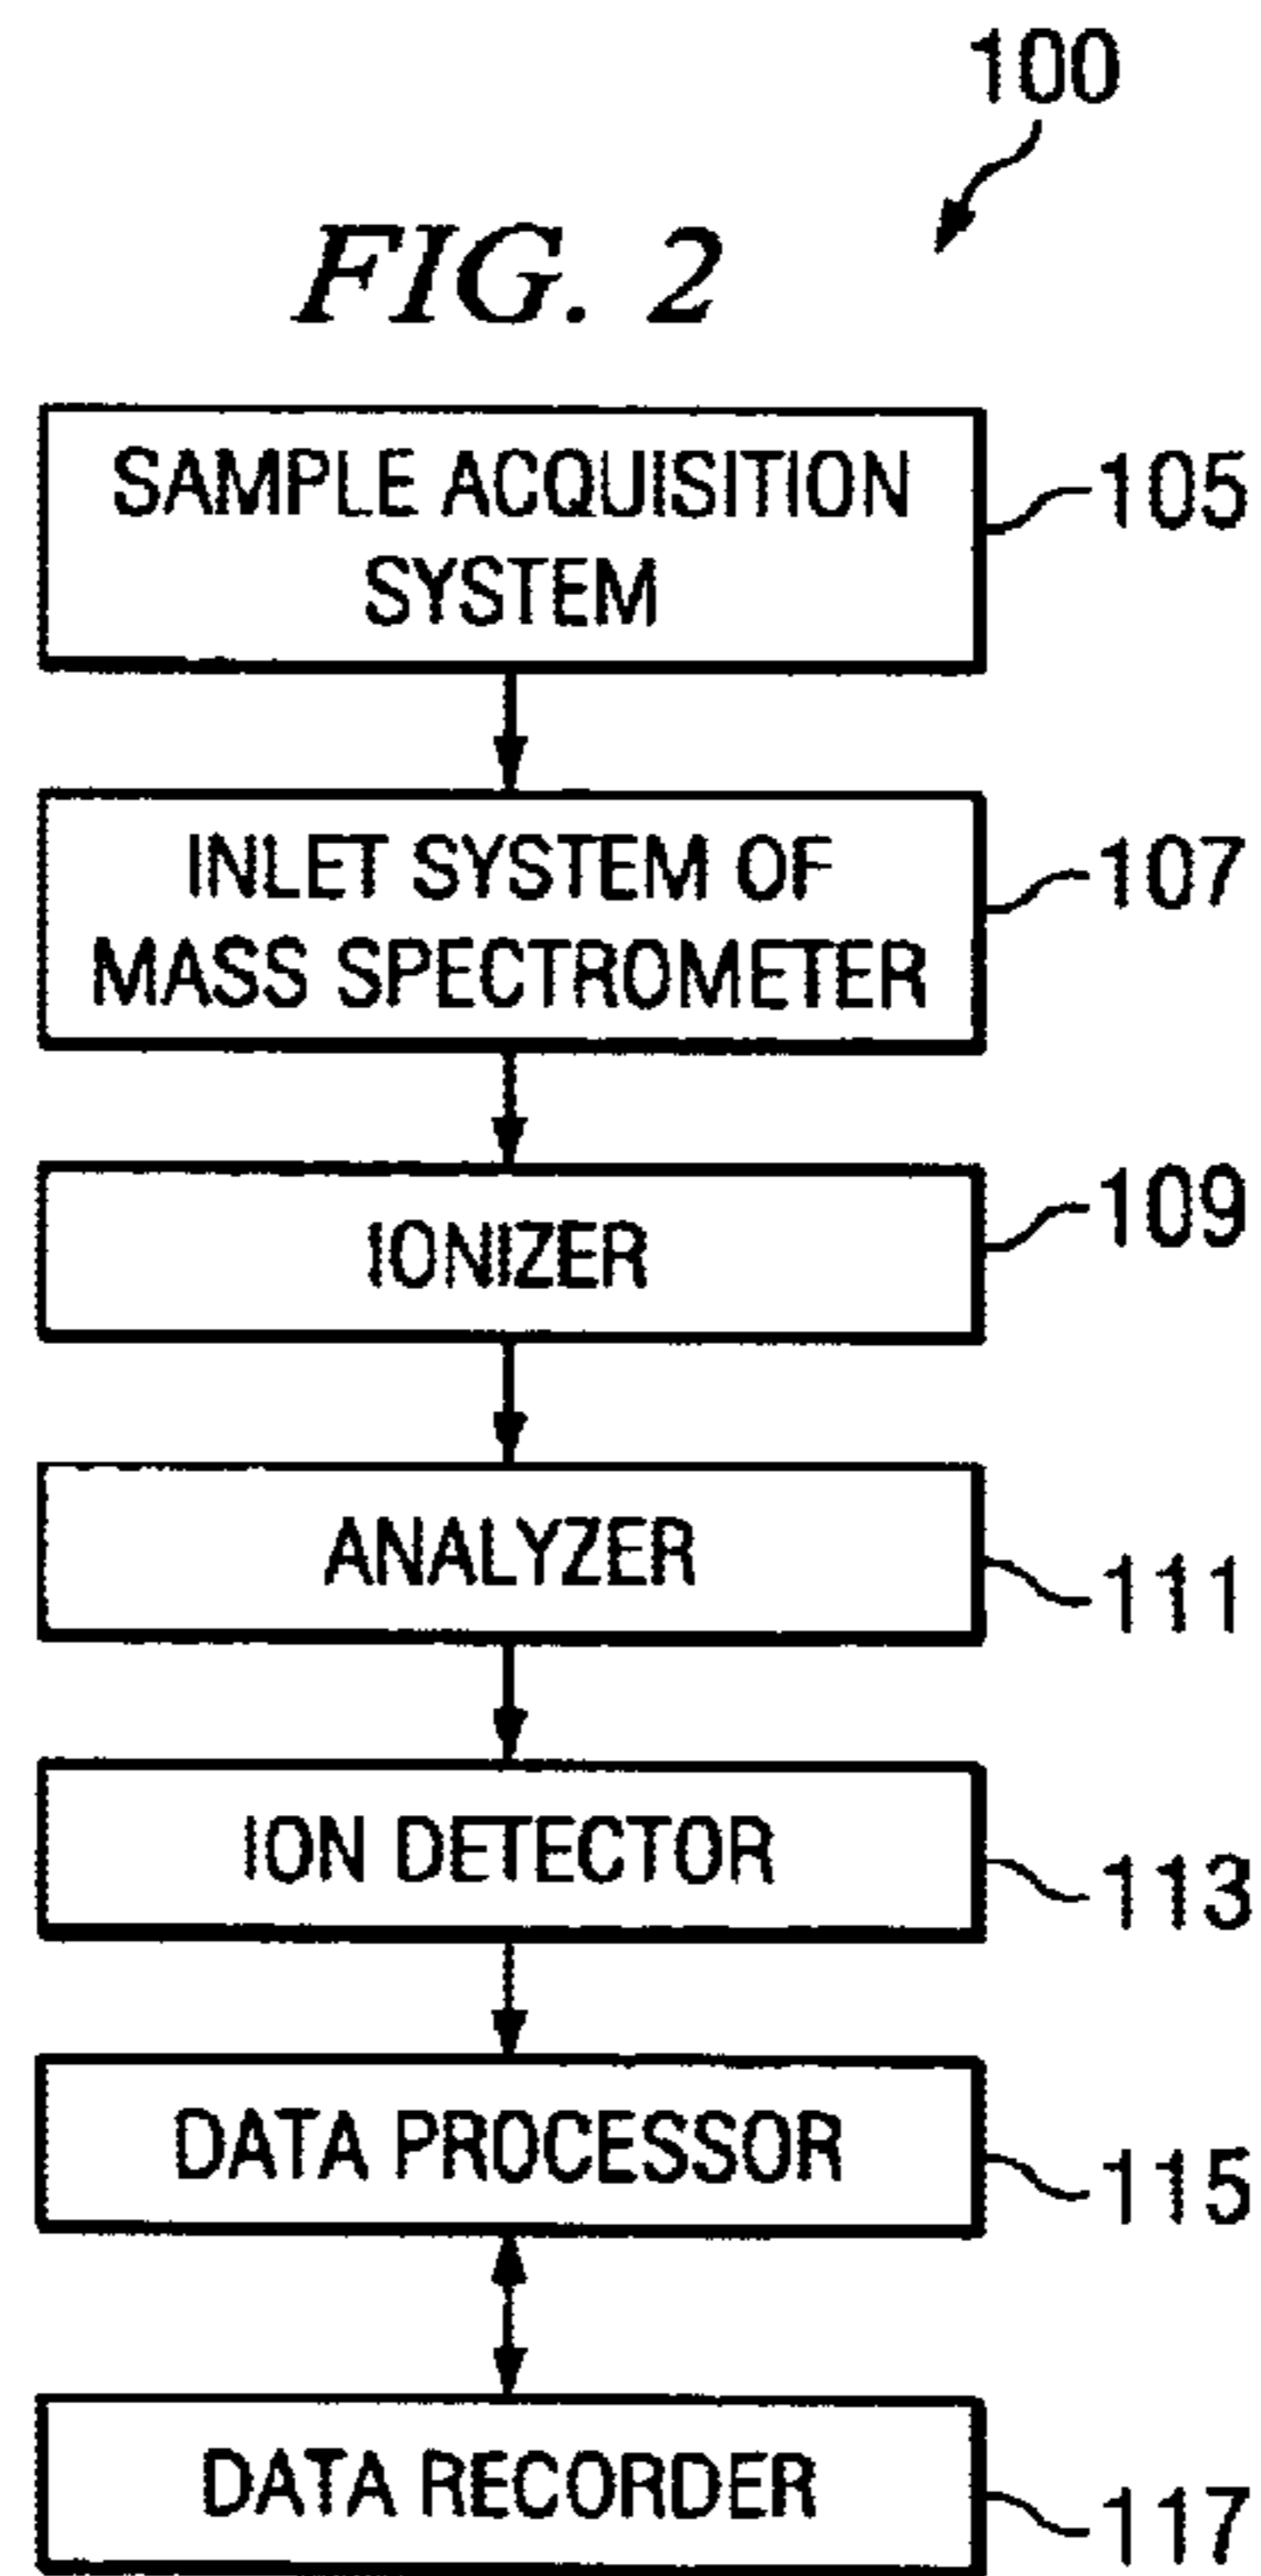 100
FIG. 2
SAMPLE ACQUISITION
SYSTEM
105
INLET SYSTEM OF
MASS SPECTROMETER
107
IONIZER
109
ANALYZER
111
ION DETECTOR
113
DATA PROCESSOR
115
DATA RECORDER
117